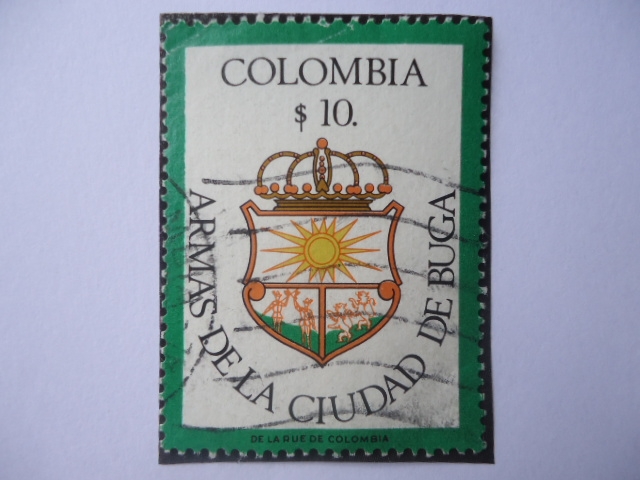 COLOMBIA
$ 10.
ARMAS DE LA CIUDAD DE BUGA
DE LA RUE DE COLOMBIA